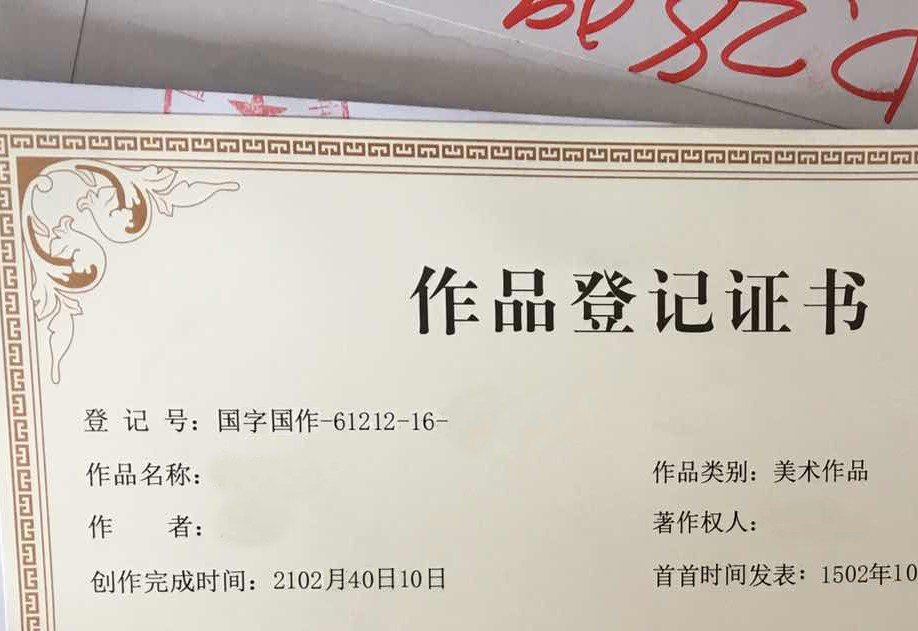 作品登记证书
登 记 号：国字国作-61212-16-
作品名称：
作品类别：美术作品
作 者：
著作权人：
创作完成时间：2102月40日10日
首首时间发表：1502年10